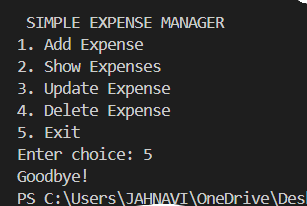 SIMPLE EXPENSE MANAGER
1. Add Expense
2. Show Expenses
3. Update Expense
4. Delete Expense
5. Exit
Enter choice: 5
Goodbye!
PS C:\Users\JAHNAVI\OneDrive\Des